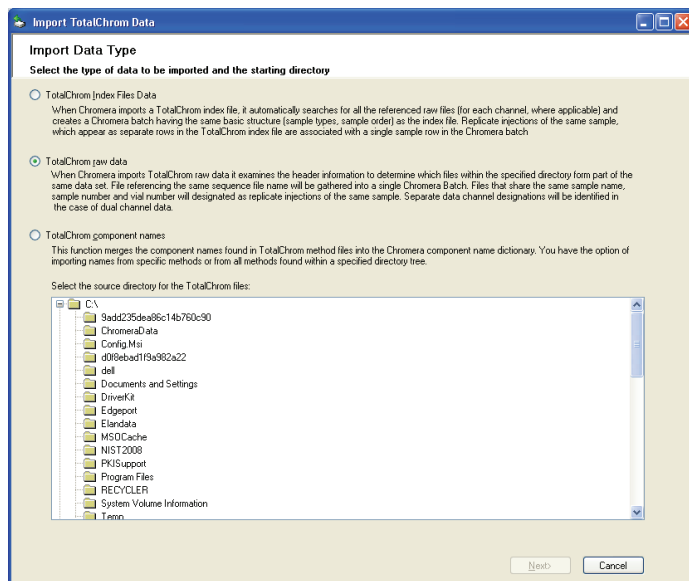 Import TotalChrom Data
Import Data Type
Select the type of data to be imported and the starting directory
TotalChrom Index Files Data
When Chromera imports a TotalChrom index file, it automatically searches for all the referenced raw files (for each channel, where applicable) and
creates a Chromera batch having the same basic structure (sample types, sample order) as the index file. Replicate injections of the same sample,
which appear as separate rows in the TotalChrom index file are associated with a single sample row in the Chromera batch
TotalChrom raw data
When Chromera imports TotalChrom raw data it examines the header information to determine which files within the specified directory form part of the
same data set. File referencing the same sequence file name will be gathered into a single Chromera Batch. Files that share the same sample name,
sample number and vial number will designated as replicate injections of the same sample. Separate data channel designations will be identified in
the case of dual channel data.
TotalChrom component names
This function merges the component names found in TotalChrom method files into the Chromera component name dictionary. You have the option of
importing names from specific methods or from all methods found within a specified directory tree.
Select the source directory for the TotalChrom files:
C:\
9add235dea86c14b760c90
ChromeraData
Config.Msi
d0f8ebad1f9a982a22
dell
Documents and Settings
DriverKit
Edgeport
Elandata
MSOCache
NIST2008
PKISupport
Program Files
RECYCLER
System Volume Information
Temp
Next>
Cancel